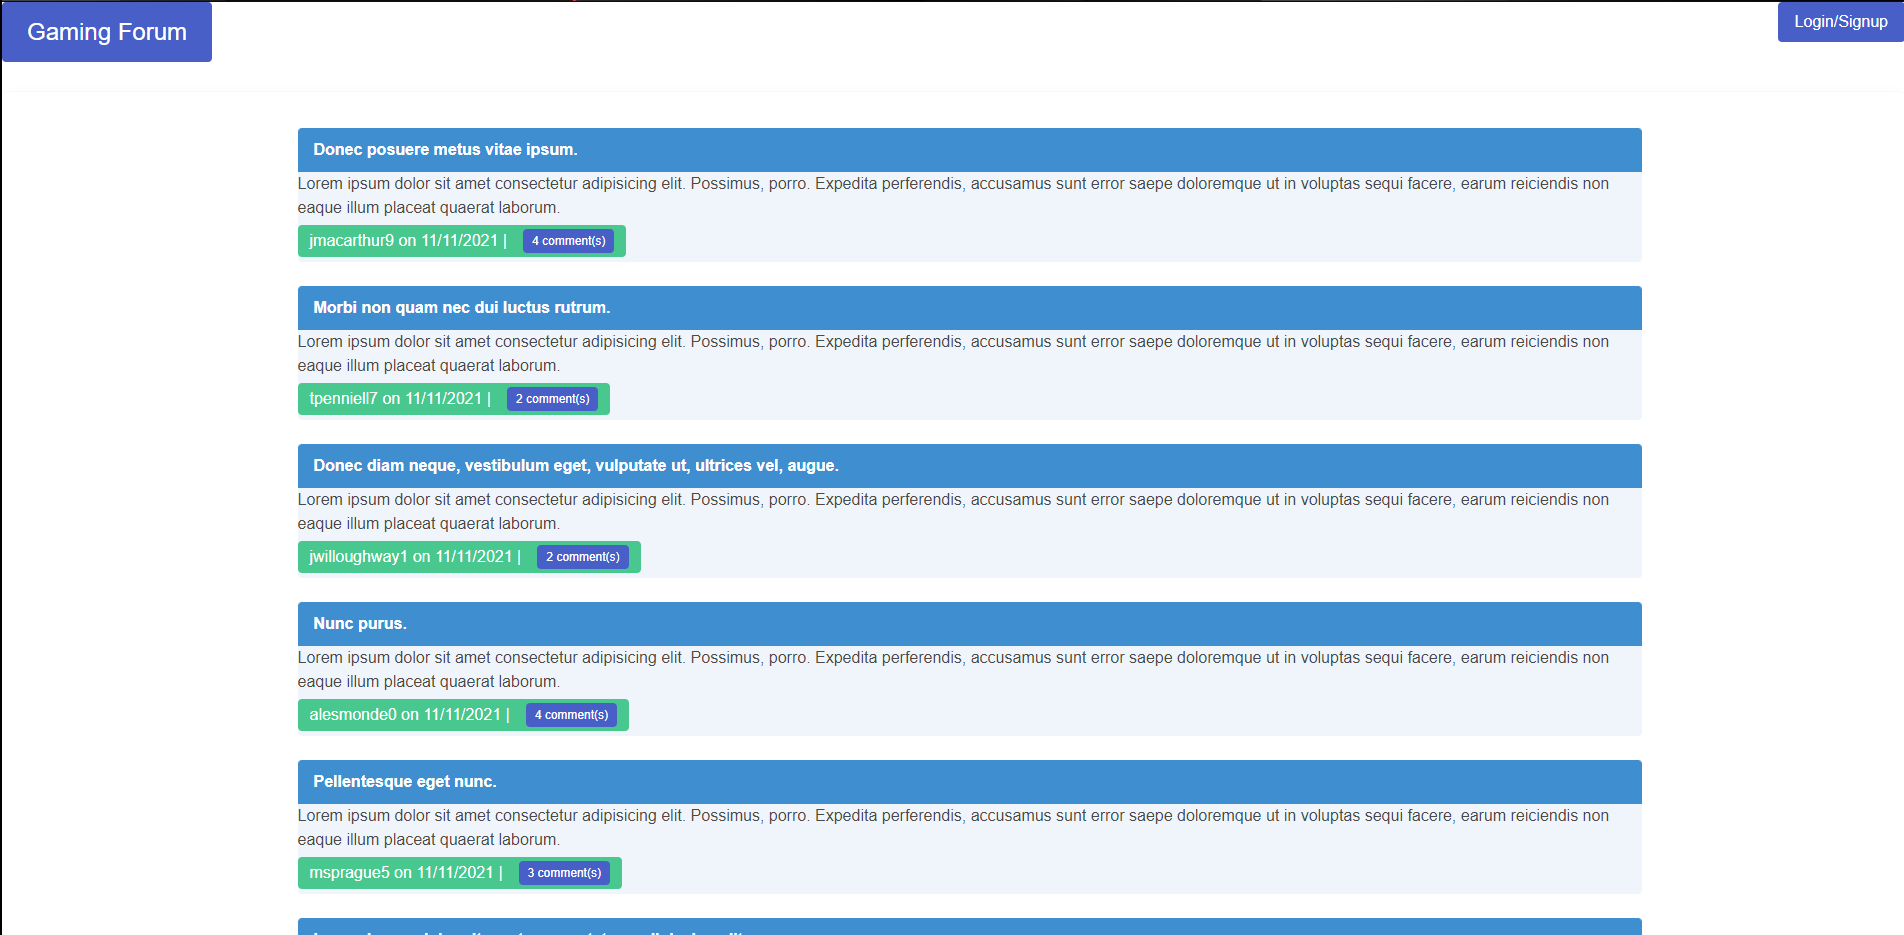 Gaming Forum
Login/Signup
Donec posuere metus vitae ipsum.
Lorem ipsum dolor sit amet consectetur adipisicing elit. Possimus, porro. Expedita perferendis, accusamus sunt error saepe doloremque ut in voluptas sequi facere, earum reiciendis non
eaque illum placeat quaerat laborum.
jmacarthur9 on 11/11/2021 | 4 comment(s)
Morbi non quam nec dui luctus rutrum.
Lorem ipsum dolor sit amet consectetur adipisicing elit. Possimus, porro. Expedita perferendis, accusamus sunt error saepe doloremque ut in voluptas sequi facere, earum reiciendis non
eaque illum placeat quaerat laborum.
tpenniell7 on 11/11/2021 | 2 comment(s)
Donec diam neque, vestibulum eget, vulputate ut, ultrices vel, augue.
Lorem ipsum dolor sit amet consectetur adipisicing elit. Possimus, porro. Expedita perferendis, accusamus sunt error saepe doloremque ut in voluptas sequi facere, earum reiciendis non
eaque illum placeat quaerat laborum.
jwilloughway1 on 11/11/2021 | 2 comment(s)
Nunc purus.
Lorem ipsum dolor sit amet consectetur adipisicing elit. Possimus, porro. Expedita perferendis, accusamus sunt error saepe doloremque ut in voluptas sequi facere, earum reiciendis non
eaque illum placeat quaerat laborum.
alesmonde0 on 11/11/2021 | 4 comment(s)
Pellentesque eget nunc.
Lorem ipsum dolor sit amet consectetur adipisicing elit. Possimus, porro. Expedita perferendis, accusamus sunt error saepe doloremque ut in voluptas sequi facere, earum reiciendis non
eaque illum placeat quaerat laborum.
msprague5 on 11/11/2021 | 3 comment(s)